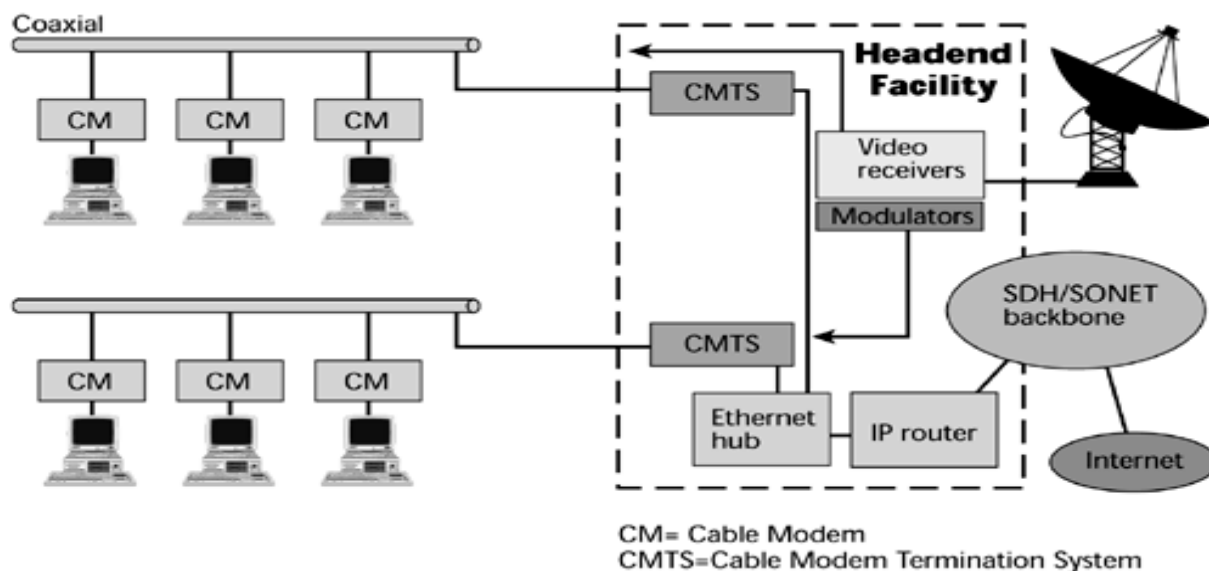 Coaxial
Headend
Facility
CMTS
CM CM CM
Video
receivers
Modulators
SDH/SONET
backbone
CMTS
CM CM CM
Ethernet
hub
IP router
Internet
CM= Cable Modem
CMTS=Cable Modem Termination System